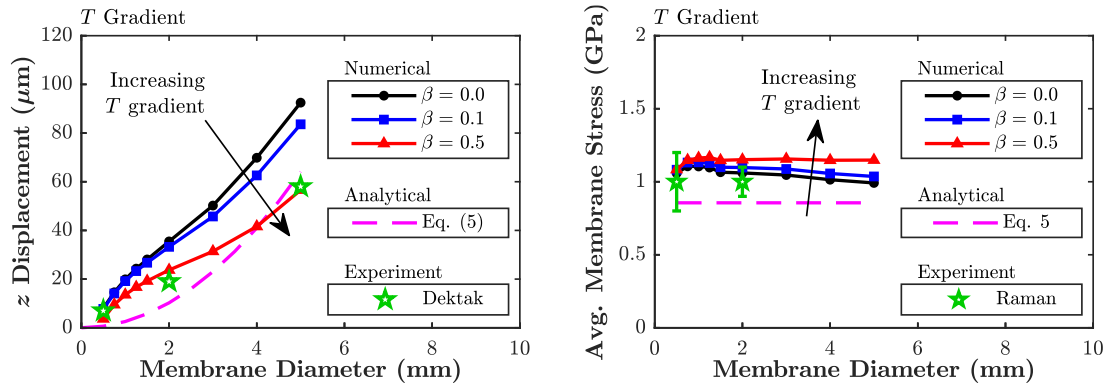 T Gradient
120
100
80
60
40
20
0
z Displacement (μm)
0 2 4 6 8 10
Membrane Diameter (mm)
Increasing
T gradient
Numerical
β = 0.0
β = 0.1
β = 0.5
Analytical
Eq. (5)
Experiment
Dektak
T Gradient
2
1.5
1
0.5
0
Avg. Membrane Stress (GPa)
0 2 4 6 8 10
Membrane Diameter (mm)
Increasing
T gradient
Numerical
β = 0.0
β = 0.1
β = 0.5
Analytical
Eq. 5
Experiment
Raman